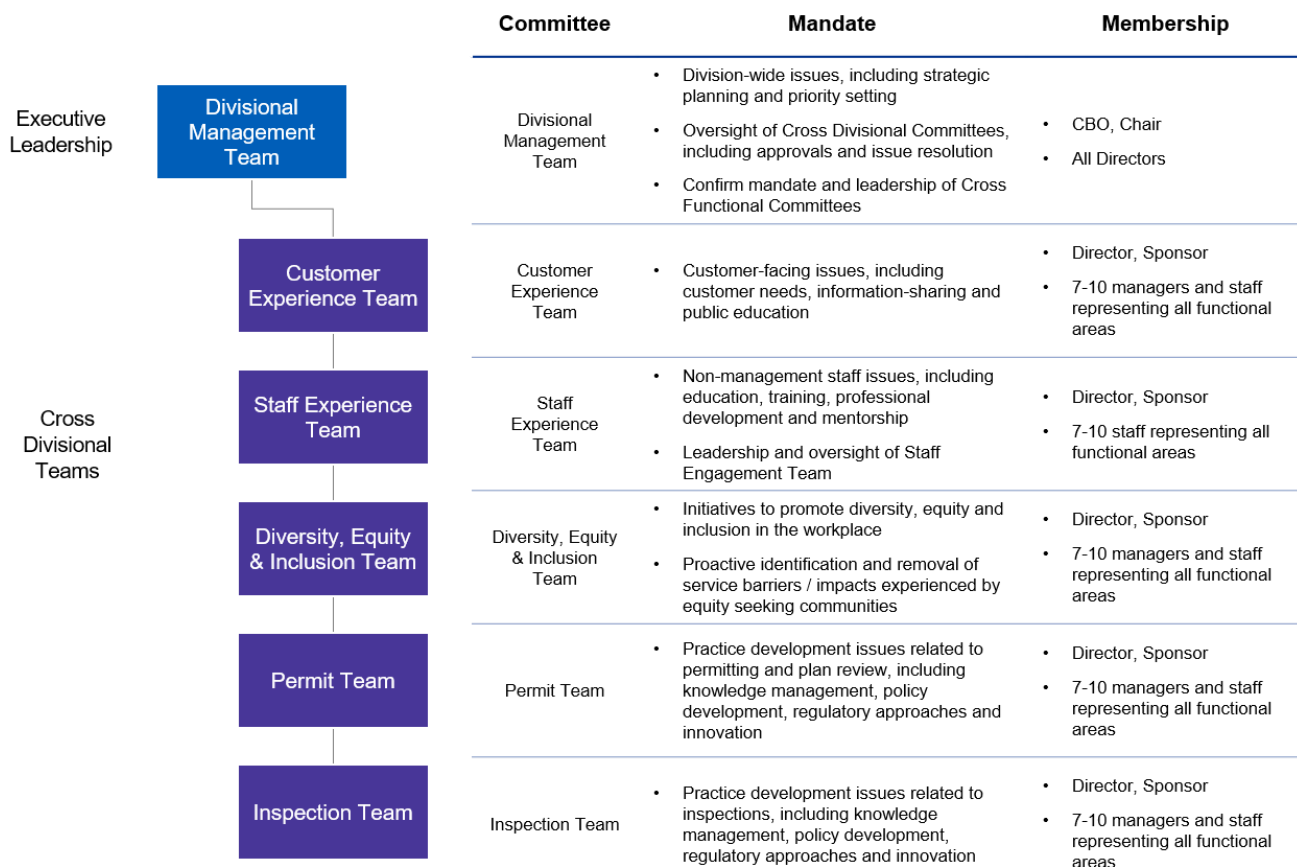 Committee
Mandate
Membership
Executive
Leadership
Divisional
Management
Team
Divisional
Management
Team
• Division-wide issues, including strategic
planning and priority setting
• Oversight of Cross Divisional Committees,
including approvals and issue resolution
• Confirm mandate and leadership of Cross
Functional Committees
• CBO, Chair
• All Directors
Customer
Experience Team
Customer
Experience
Team
• Customer-facing issues, including
customer needs, information-sharing and
public education
• Director, Sponsor
• 7-10 managers and staff
representing all functional
areas
Cross
Divisional
Teams
Staff Experience
Team
Staff
Experience
Team
• Non-management staff issues, including
education, training, professional
development and mentorship
• Leadership and oversight of Staff
Engagement Team
• Director, Sponsor
• 7-10 staff representing all
functional areas
Diversity, Equity
& Inclusion Team
Diversity, Equity
& Inclusion
Team
• Initiatives to promote diversity, equity and
inclusion in the workplace
• Proactive identification and removal of
service barriers / impacts experienced by
equity seeking communities
• Director, Sponsor
• 7-10 managers and staff
representing all functional
areas
Permit Team
Permit Team
• Practice development issues related to
permitting and plan review, including
knowledge management, policy
development, regulatory approaches and
innovation
• Director, Sponsor
• 7-10 managers and staff
representing all functional
areas
Inspection Team
Inspection Team
• Practice development issues related to
inspections, including knowledge
management, policy development,
regulatory approaches and innovation
• Director, Sponsor
• 7-10 managers and staff
representing all functional
areas